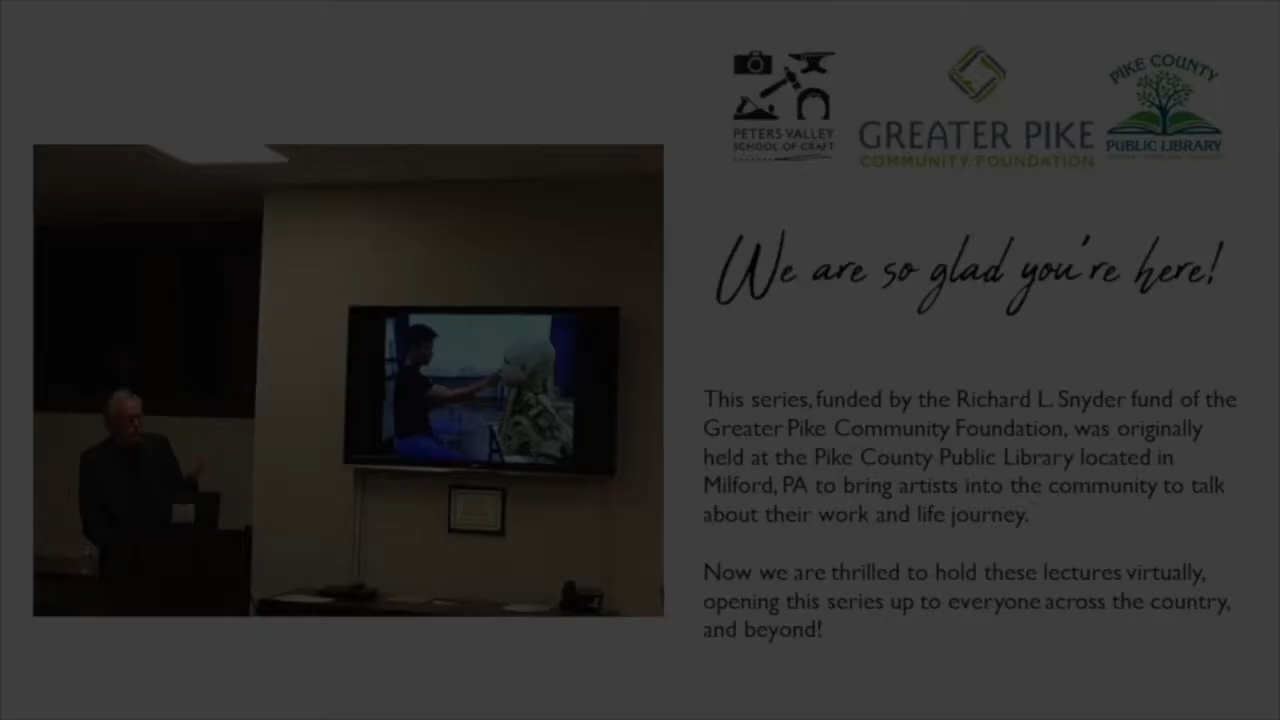 PETERS VALLEY
SCHOOL OF CRAFT
GREATER PIKE
COMMUNITY FOUNDATION
PIKE COUNTY
PUBLIC LIBRARY
We are so glad you're here!
This series, funded by the Richard L. Snyder fund of the
Greater Pike Community Foundation, was originally
held at the Pike County Public Library located in
Milford, PA to bring artists into the community to talk
about their work and life journey.
Now we are thrilled to hold these lectures virtually,
opening this series up to everyone across the country,
and beyond!